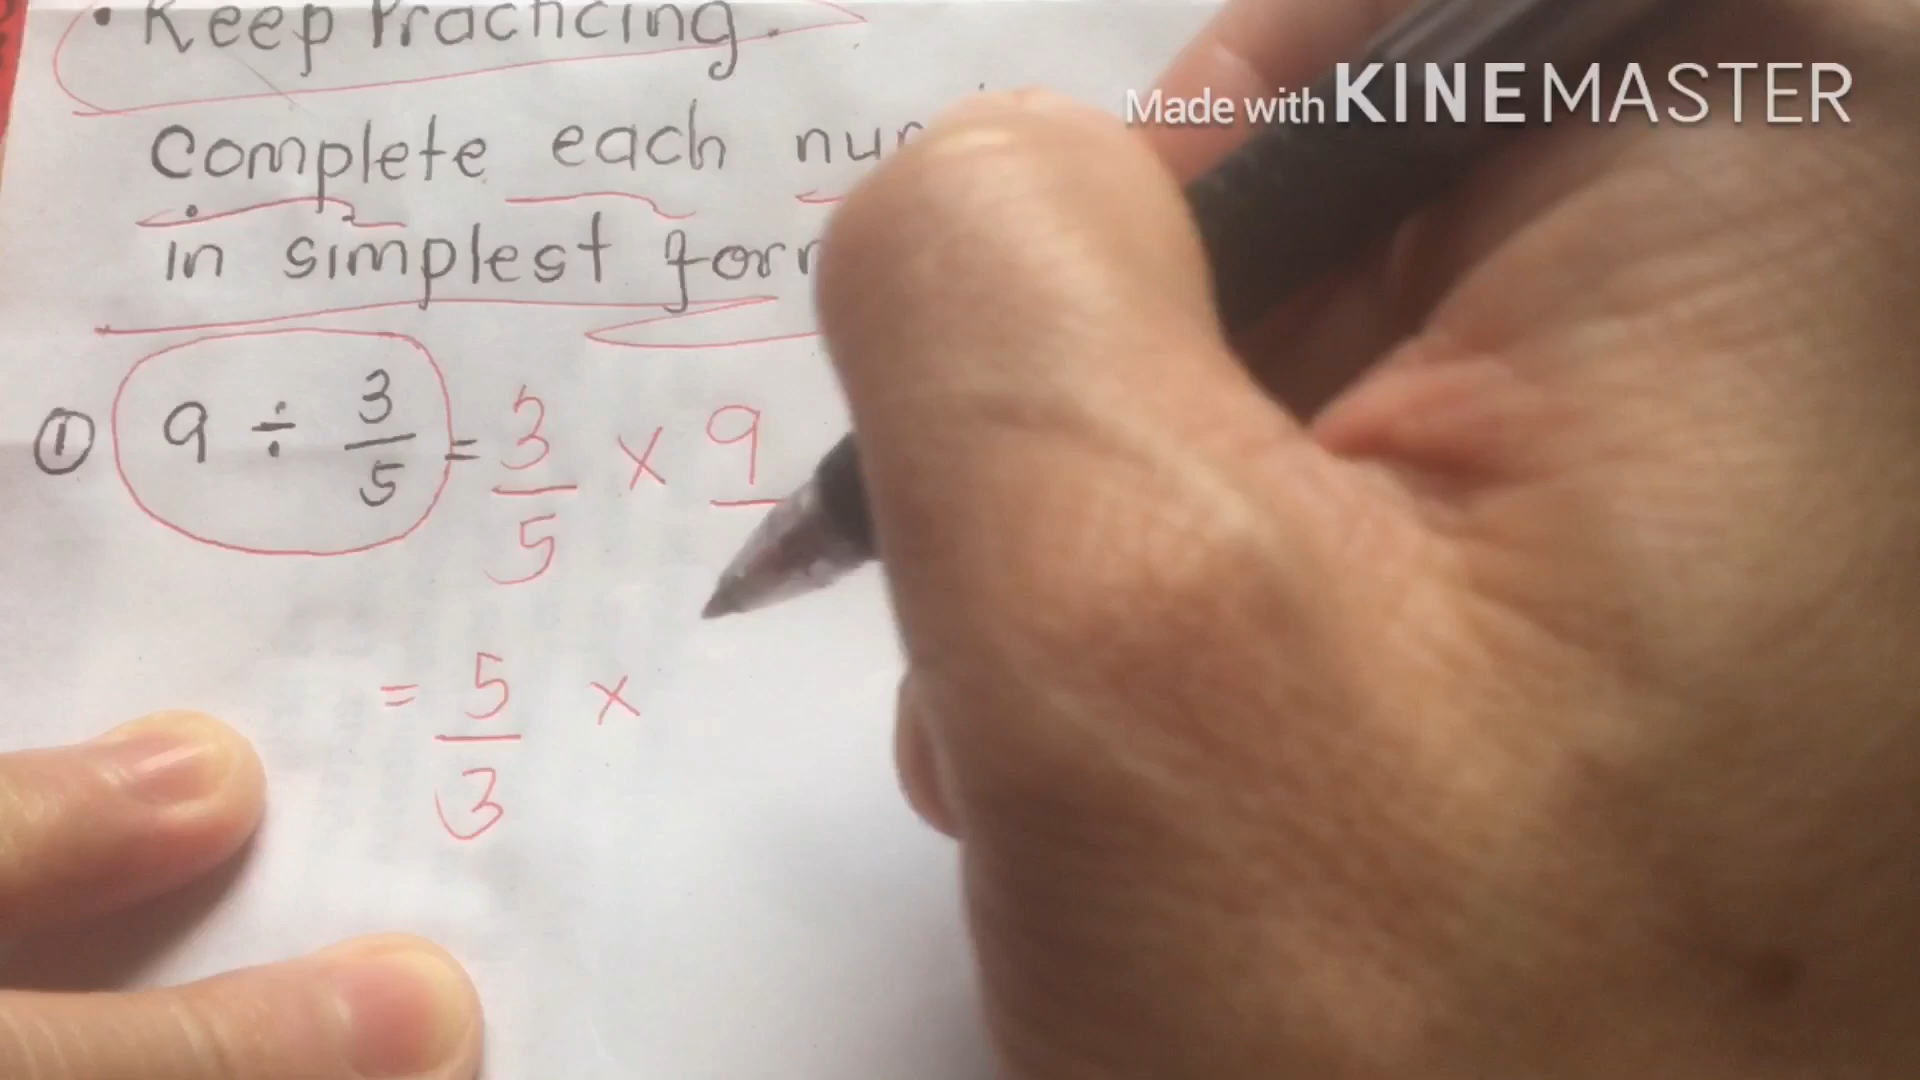 • Keep Practicing.
Made with KINEMASTER
Complete each
in simplest
① 9 ÷ 3/5 = 3/5 × 9
= 5/3 ×